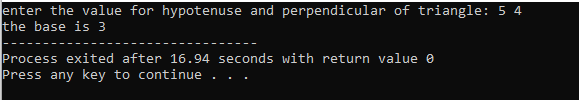 enter the value for hypotenuse and perpendicular of triangle: 5 4
the base is 3
--------------------------------
Process exited after 16.94 seconds with return value 0
Press any key to continue . . .